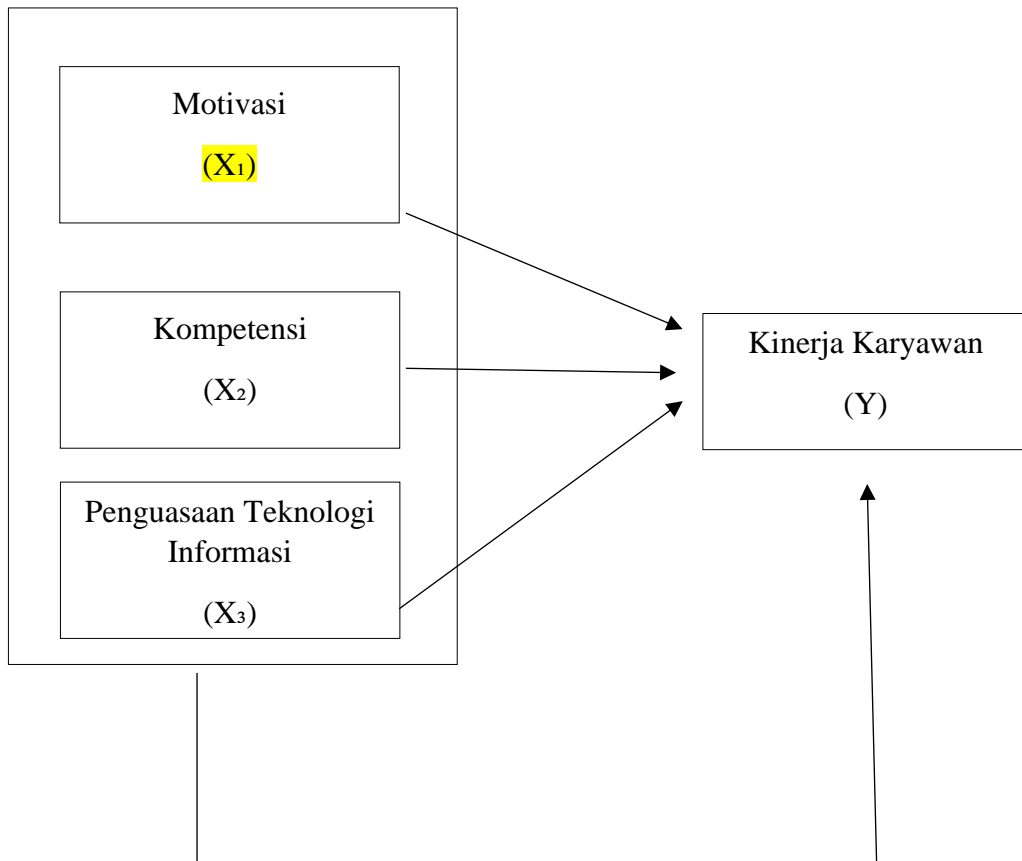 Motivasi
(X₁)
Kompetensi
(X₂)
Penguasaan Teknologi
Informasi
(X₃)
Kinerja Karyawan
(Y)